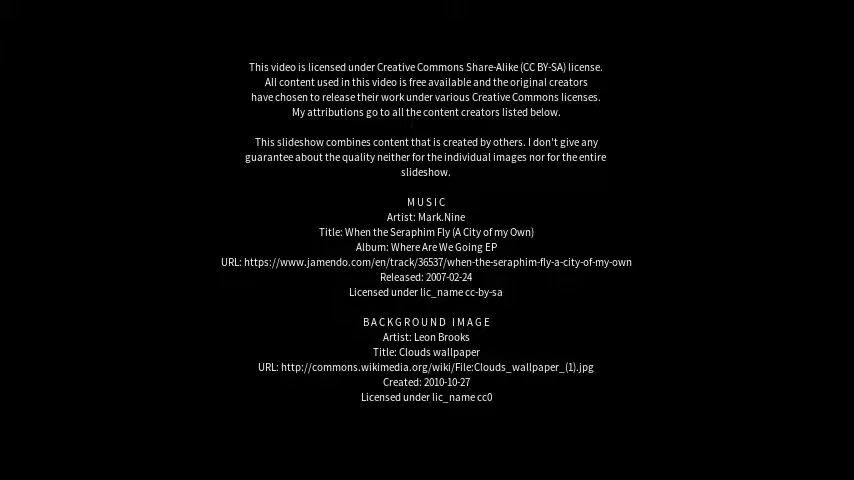 This video is licensed under Creative Commons Share-Alike (CC BY-SA) license.
All content used in this video is free available and the original creators
have chosen to release their work under various Creative Commons licenses.
My attributions go to all the content creators listed below.
This slideshow combines content that is created by others. I don't give any
guarantee about the quality neither for the individual images nor for the entire
slideshow.
MUSIC
Artist: Mark.Nine
Title: When the Seraphim Fly (A City of my Own)
Album: Where Are We Going EP
URL: https://www.jamendo.com/en/track/36537/when-the-seraphim-fly-a-city-of-my-own
Released: 2007-02-24
Licensed under lic_name cc-by-sa
BACKGROUND IMAGE
Artist: Leon Brooks
Title: Clouds wallpaper
URL: http://commons.wikimedia.org/wiki/File:Clouds_wallpaper_(1).jpg
Created: 2010-10-27
Licensed under lic_name cc0